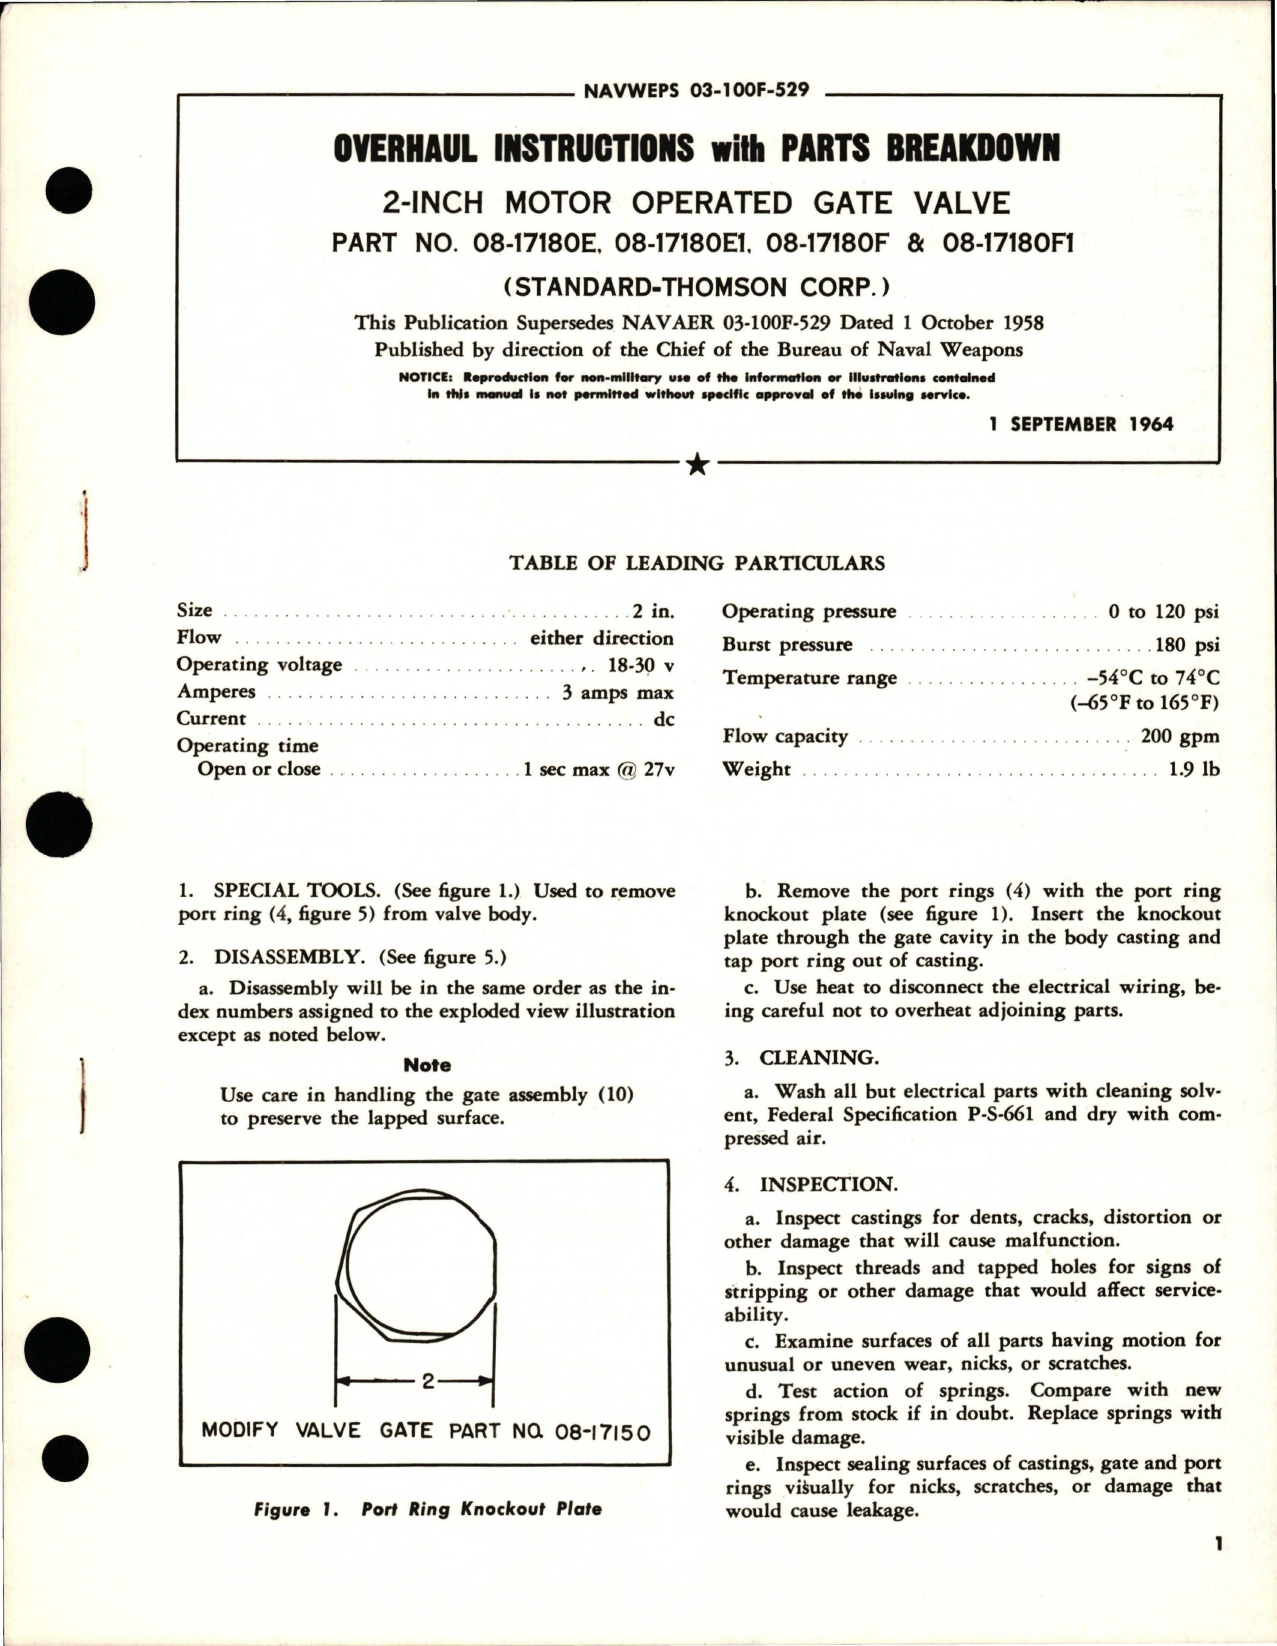 NAVWEPS 03-100F-529
OVERHAUL INSTRUCTIONS with PARTS BREAKDOWN
2-INCH MOTOR OPERATED GATE VALVE
PART NO. 08-17180E, 08-17180E1, 08-17180F & 08-17180F1
(STANDARD-THOMSON CORP.)
This Publication Supersedes NAVAER 03-100F-529 Dated 1 October 1958
Published by direction of the Chief of the Bureau of Naval Weapons
NOTICE: Reproduction for non-military use of the information or illustrations contained
in this manual is not permitted without specific approval of the issuing service.
1 SEPTEMBER 1964
TABLE OF LEADING PARTICULARS
Size 2 in.
Flow either direction
Operating voltage 18-30 v
Amperes 3 amps max
Current dc
Operating time
Open or close 1 sec max @ 27v
Operating pressure 0 to 120 psi
Burst pressure 180 psi
Temperature range –54°C to 74°C
(–65°F to 165°F)
Flow capacity 200 gpm
Weight 1.9 lb
1. SPECIAL TOOLS. (See figure 1.) Used to remove
port ring (4, figure 5) from valve body.
2. DISASSEMBLY. (See figure 5.)
a. Disassembly will be in the same order as the in-
dex numbers assigned to the exploded view illustration
except as noted below.
Note
Use care in handling the gate assembly (10)
to preserve the lapped surface.
2
MODIFY VALVE GATE PART NO. 08-17150
Figure 1. Port Ring Knockout Plate
b. Remove the port rings (4) with the port ring
knockout plate (see figure 1). Insert the knockout
plate through the gate cavity in the body casting and
tap port ring out of casting.
c. Use heat to disconnect the electrical wiring, be-
ing careful not to overheat adjoining parts.
3. CLEANING.
a. Wash all but electrical parts with cleaning solv-
ent, Federal Specification P-S-661 and dry with com-
pressed air.
4. INSPECTION.
a. Inspect castings for dents, cracks, distortion or
other damage that will cause malfunction.
b. Inspect threads and tapped holes for signs of
stripping or other damage that would affect service-
ability.
c. Examine surfaces of all parts having motion for
unusual or uneven wear, nicks, or scratches.
d. Test action of springs. Compare with new
springs from stock if in doubt. Replace springs with
visible damage.
e. Inspect sealing surfaces of castings, gate and port
rings visually for nicks, scratches, or damage that
would cause leakage.
1